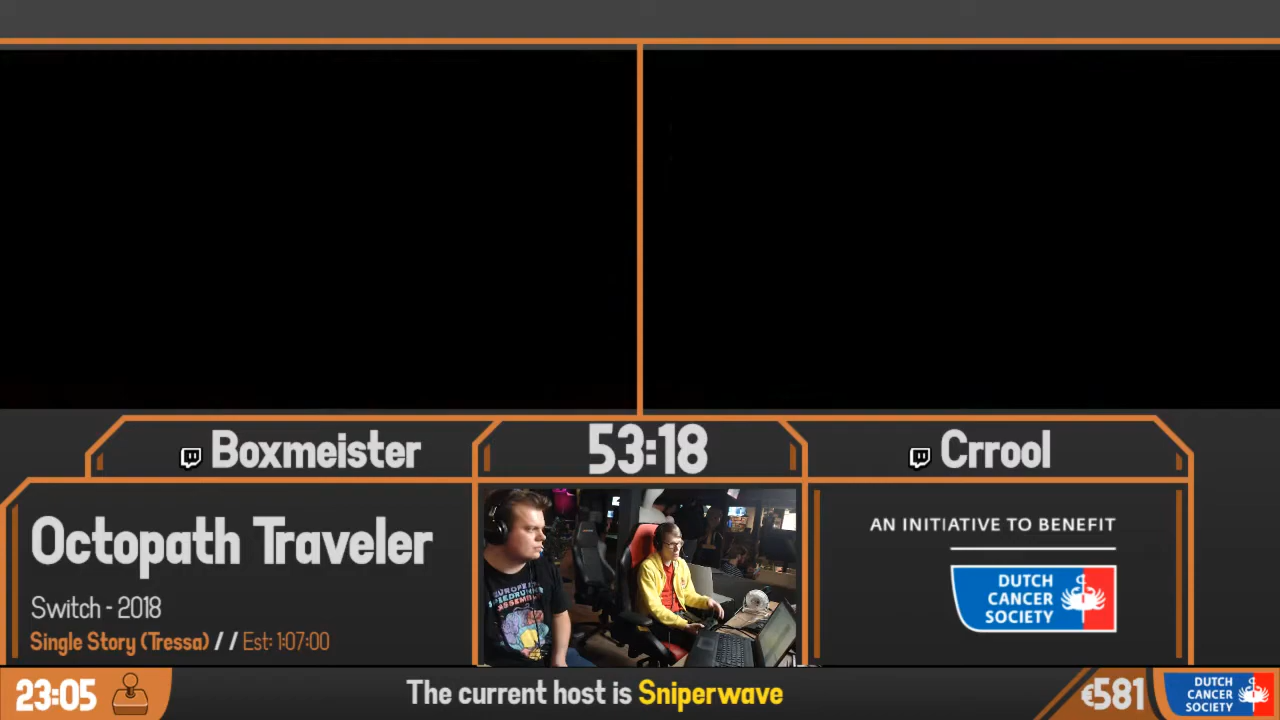 Boxmeister
53:18
Crrool
Octopath Traveler
Switch - 2018
Single Story (Tressa) // Est: 1:07:00
AN INITIATIVE TO BENEFIT
DUTCH
CANCER
SOCIETY
23:05
The current host is Sniperwave
€581
DUTCH
CANCER
SOCIETY